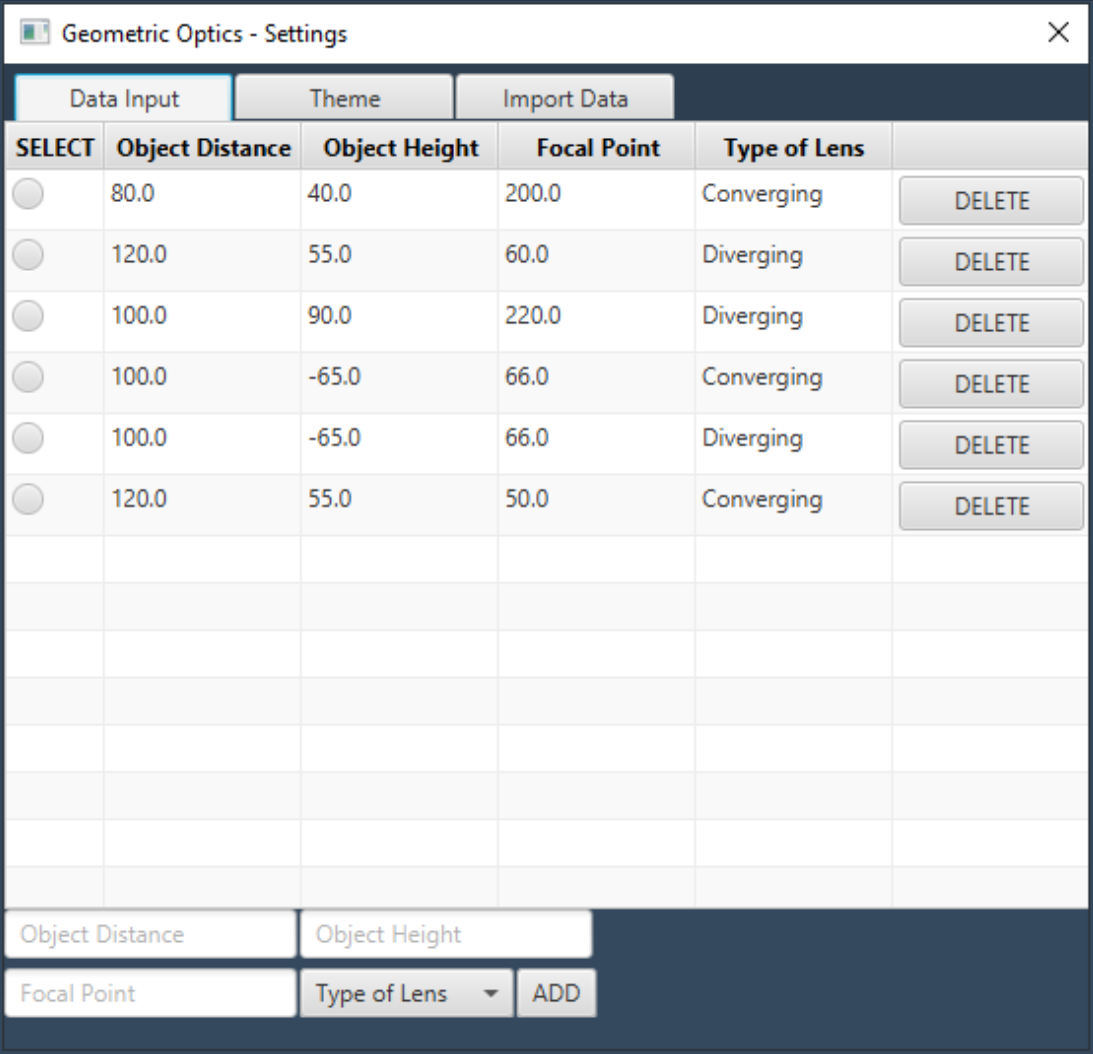 Geometric Optics - Settings
Data Input Theme Import Data
SELECT Object Distance Object Height Focal Point Type of Lens
80.0 40.0 200.0 Converging DELETE
120.0 55.0 60.0 Diverging DELETE
100.0 90.0 220.0 Diverging DELETE
100.0 -65.0 66.0 Converging DELETE
100.0 -65.0 66.0 Diverging DELETE
120.0 55.0 50.0 Converging DELETE
Object Distance Object Height
Focal Point Type of Lens ADD